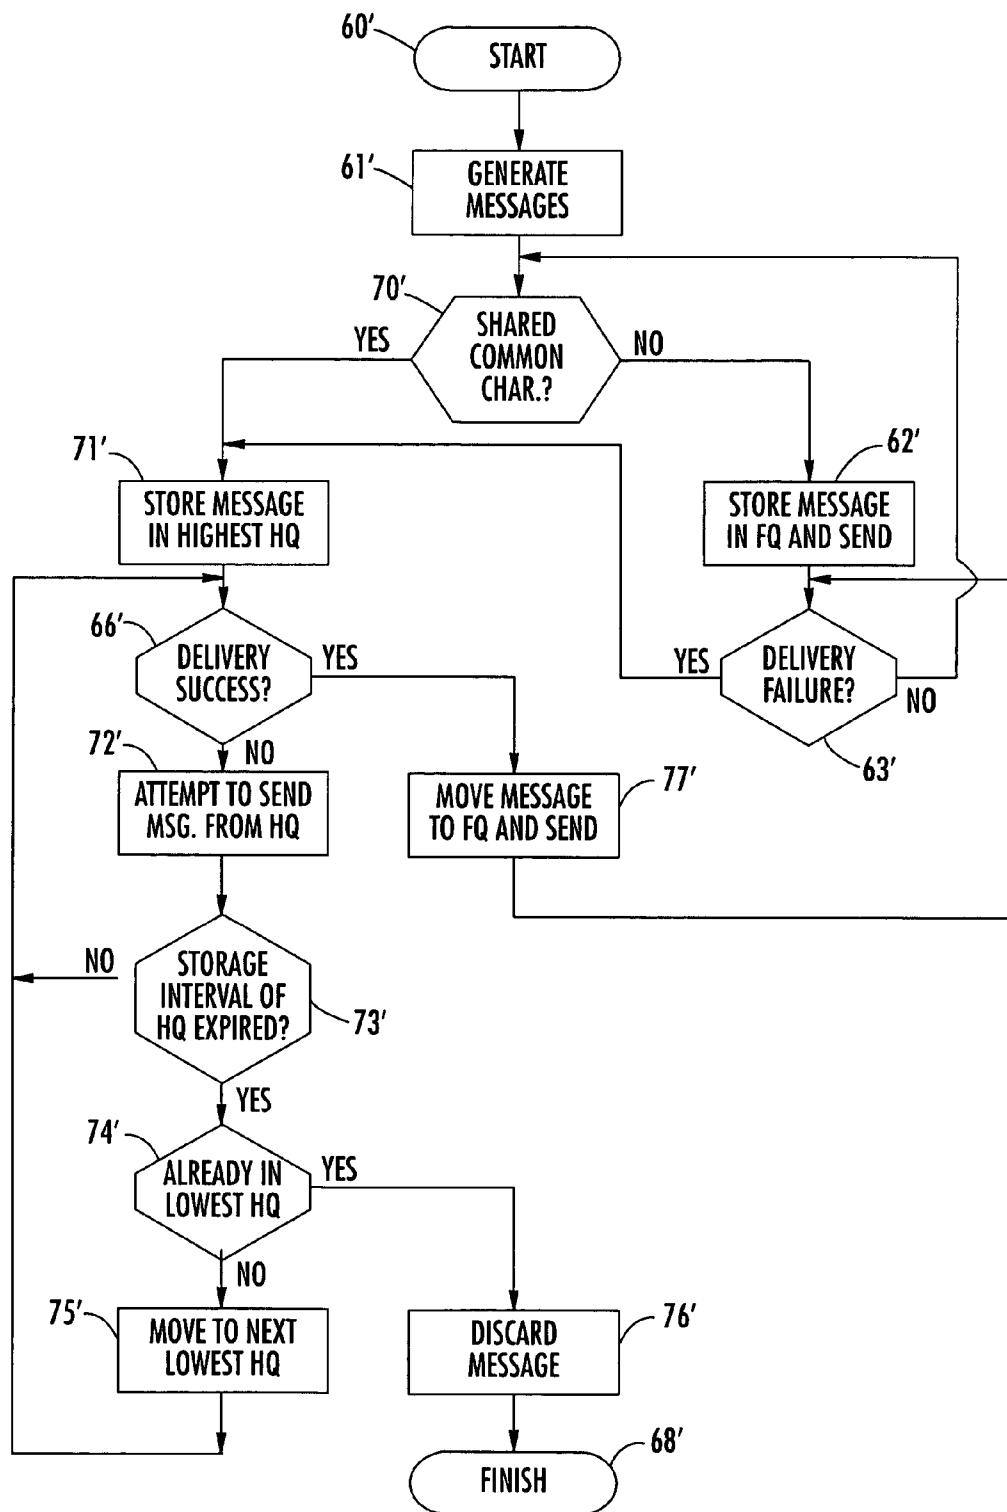 60'
START
61'
GENERATE
MESSAGES
70'
SHARED
COMMON
CHAR.?
YES
NO
71'
STORE MESSAGE
IN HIGHEST HQ
62'
STORE MESSAGE
IN FQ AND SEND
66'
DELIVERY
SUCCESS?
YES
NO
YES
DELIVERY
FAILURE?
NO
63'
72'
ATTEMPT TO SEND
MSG. FROM HQ
MOVE MESSAGE
TO FQ AND SEND
77'
NO
STORAGE
INTERVAL OF
HQ EXPIRED?
73'
YES
74'
ALREADY IN
LOWEST HQ
YES
NO
75'
MOVE TO NEXT
LOWEST HQ
DISCARD
MESSAGE
76'
FINISH
68'